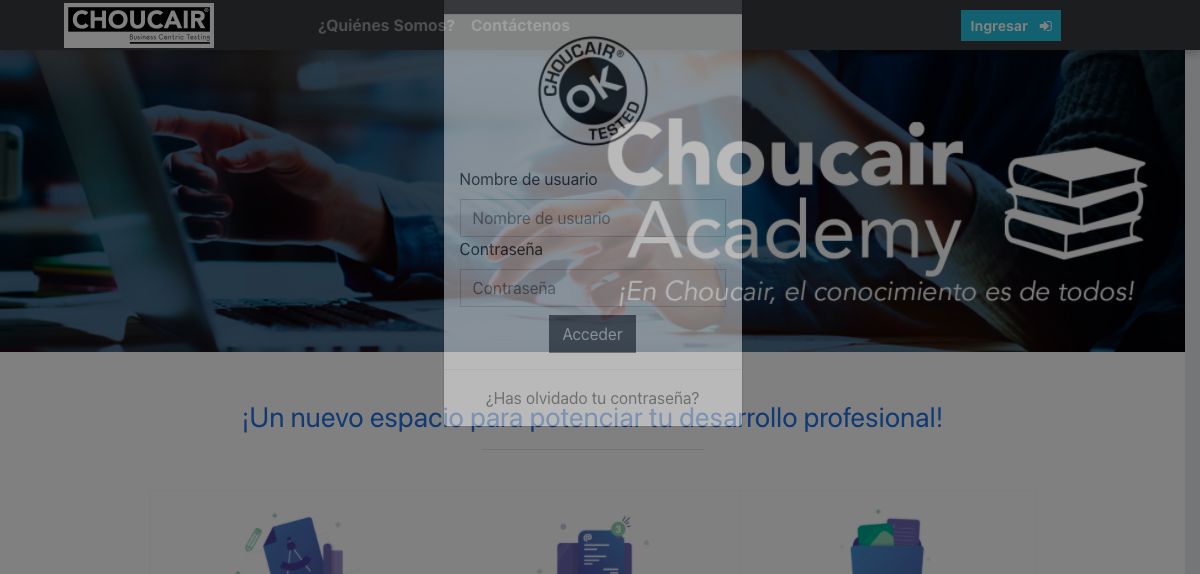 CHOUCAIR®
Business Centric Testing
¿Quiénes Somos? Contáctenos
Ingresar
CHOUCAIR®
OK
TESTED
Choucair
Academy
¡En Choucair, el conocimiento es de todos!
Nombre de usuario
Nombre de usuario
Contraseña
Contraseña
Acceder
¿Has olvidado tu contraseña?
¡Un nuevo espacio para potenciar tu desarrollo profesional!